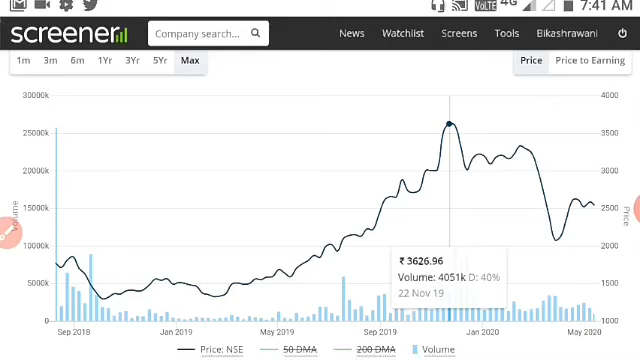 VoLTE 4G 7:41 AM
screener Company search... News Watchlist Screens Tools Bikashrawani
1m 3m 6m 1Yr 3Yr 5Yr Max Price Price to Earning
30000k 4000
25000k 3500
20000k 3000
15000k 2500
Volume Price
10000k 2000
₹ 3626.96
5000k Volume: 4051k D: 40% 1500
22 Nov 19
0 1000
Sep 2018 Jan 2019 May 2019 Sep 2019 Jan 2020 May 2020
Price: NSE 50 DMA 200 DMA Volume